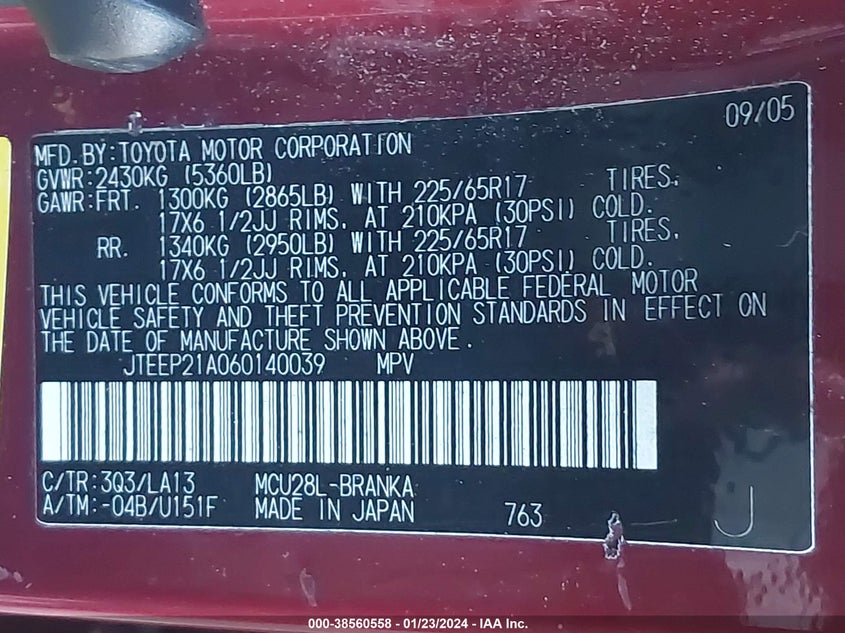 09/05
MFD.BY:TOYOTA MOTOR CORPORATION
GVWR:2430KG (5360LB)
GAWR:FRT. 1300KG (2865LB) WITH 225/65R17 TIRES,
17X6 1/2JJ RIMS, AT 210KPA (30PSI) COLD.
RR. 1340KG (2950LB) WITH 225/65R17 TIRES,
17X6 1/2JJ RIMS, AT 210KPA (30PSI) COLD.
THIS VEHICLE CONFORMS TO ALL APPLICABLE FEDERAL MOTOR
VEHICLE SAFETY AND THEFT PREVENTION STANDARDS IN EFFECT ON
THE DATE OF MANUFACTURE SHOWN ABOVE.
JTEEP21A060140039 MPV
C/TR:3Q3/LA13 MCU28L-BRANKA
A/TM:-04B/U151F MADE IN JAPAN 763 J
000-38560558 - 01/23/2024 - IAA Inc.